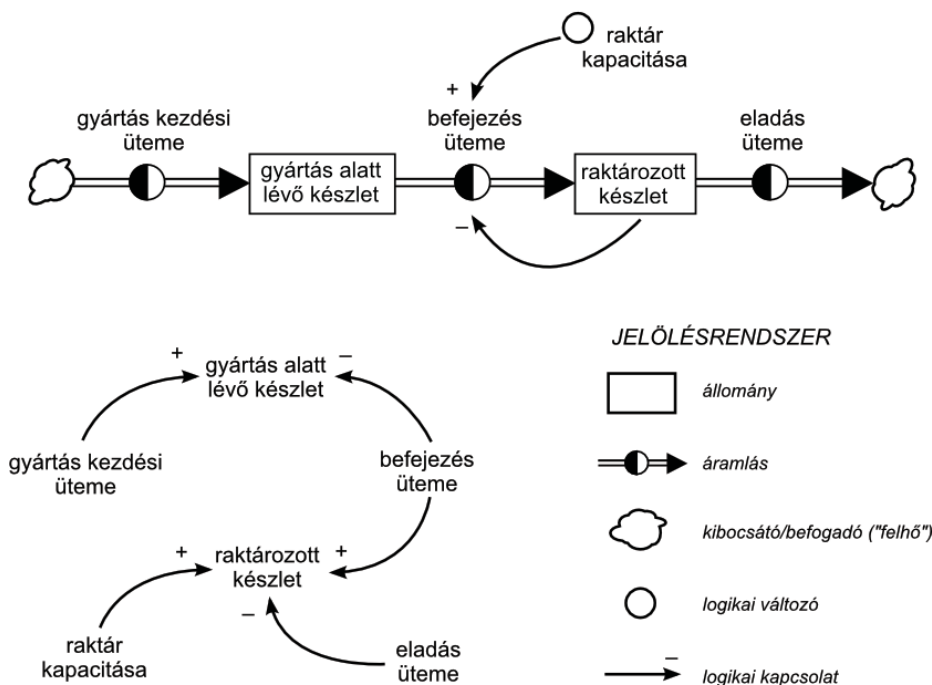 raktár
kapacitása
+
gyártás kezdési
üteme
befejezés
üteme
eladás
üteme
gyártás alatt
lévő készlet
raktározott
készlet
–
JELÖLÉSRENDSZER
+
gyártás alatt
lévő készlet
–
állomány
gyártás kezdési
üteme
befejezés
üteme
áramlás
kibocsátó/befogadó ("felhő")
+
raktározott
készlet
+
–
logikai változó
raktár
kapacitása
eladás
üteme
–
logikai kapcsolat